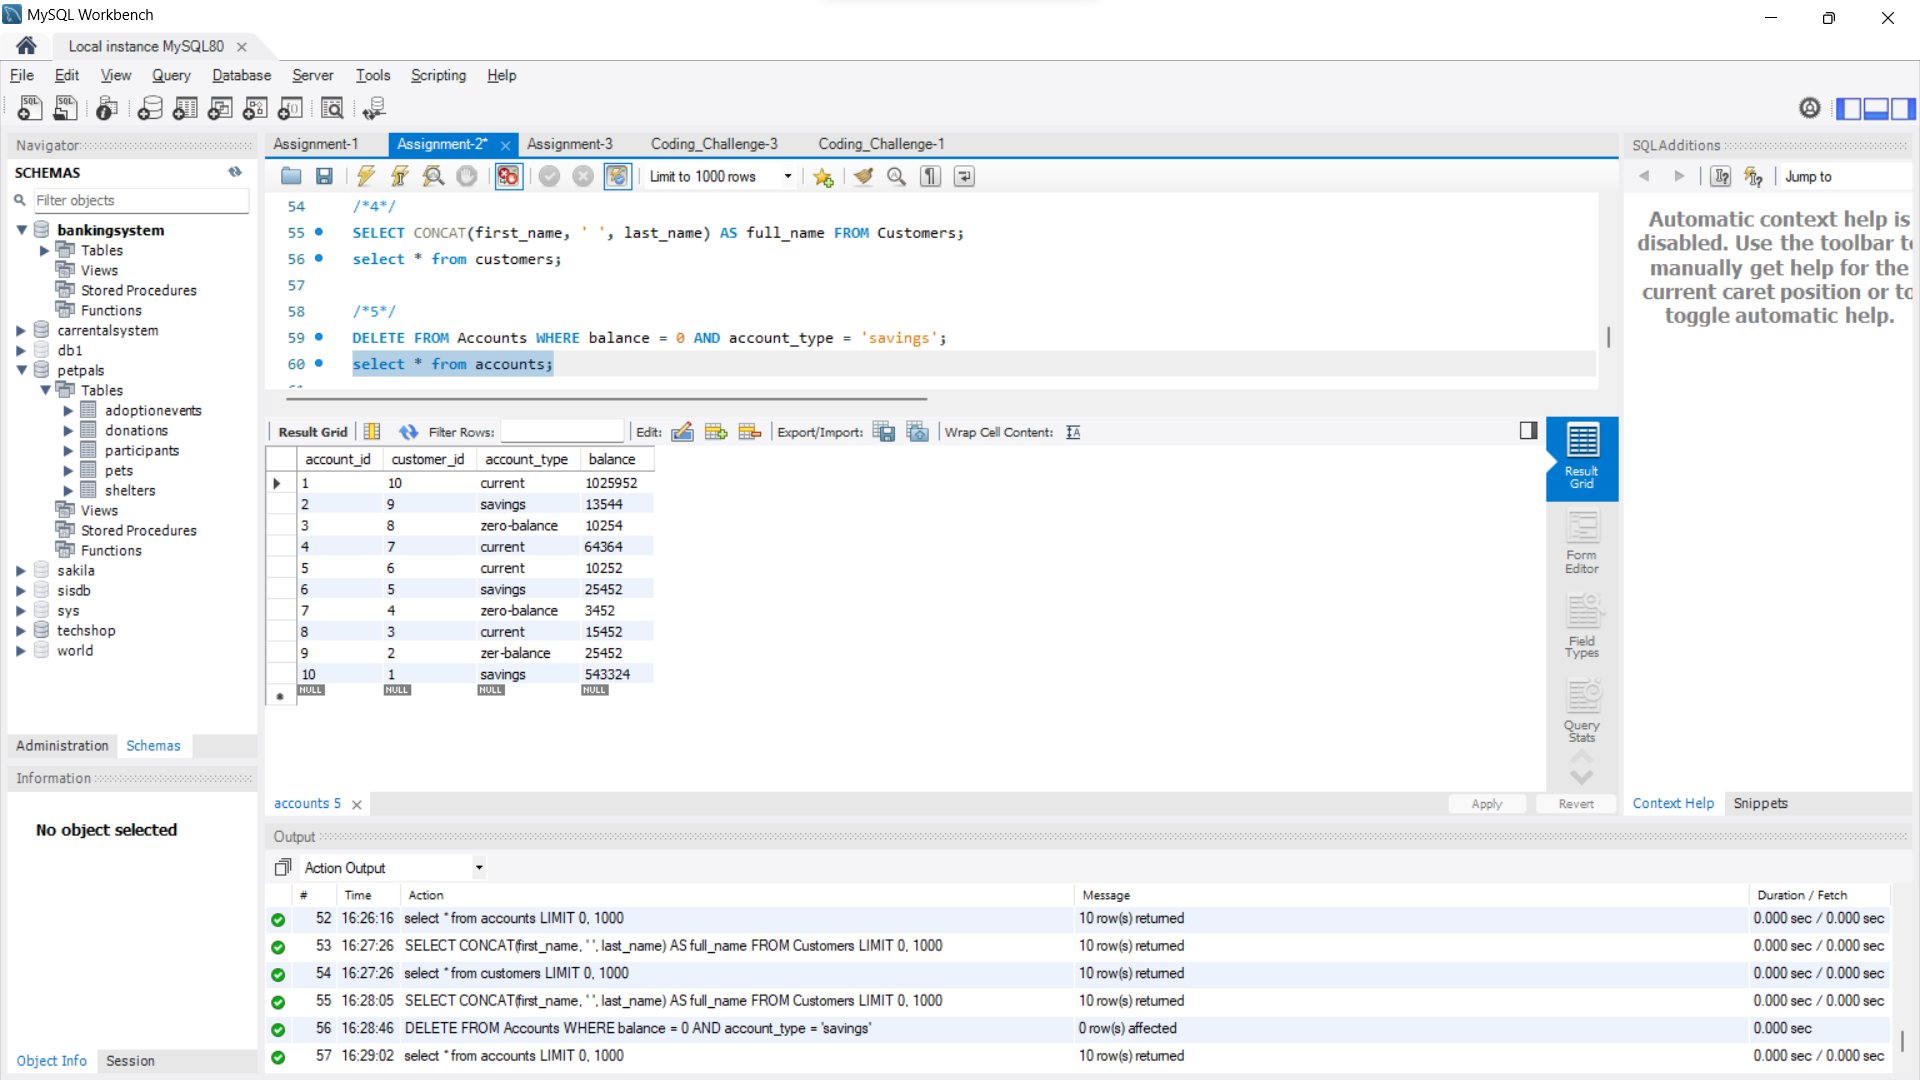 MySQL Workbench
Local instance MySQL80
File Edit View Query Database Server Tools Scripting Help
Navigator
SCHEMAS
Filter objects
bankingsystem
Tables
Views
Stored Procedures
Functions
carrentalsystem
db1
petpals
Tables
adoptionevents
donations
participants
pets
shelters
Views
Stored Procedures
Functions
sakila
sisdb
sys
techshop
world
Administration Schemas
Information
No object selected
Object Info Session
Assignment-1 Assignment-2* Assignment-3 Coding_Challenge-3 Coding_Challenge-1
Limit to 1000 rows
54 /*4*/
55 SELECT CONCAT(first_name, ' ', last_name) AS full_name FROM Customers;
56 select * from customers;
57
58 /*5*/
59 DELETE FROM Accounts WHERE balance = 0 AND account_type = 'savings';
60 select * from accounts;
61
Result Grid Filter Rows: Edit: Export/Import: Wrap Cell Content:
account_id customer_id account_type balance
1 10 current 1025952
2 9 savings 13544
3 8 zero-balance 10254
4 7 current 64364
5 6 current 10252
6 5 savings 25452
7 4 zero-balance 3452
8 3 current 15452
9 2 zer-balance 25452
10 1 savings 543324
NULL NULL NULL NULL
Result
Grid
Form
Editor
Field
Types
Query
Stats
accounts 5 Apply Revert
SQLAdditions
Jump to
Automatic context help is
disabled. Use the toolbar to
manually get help for the
current caret position or to
toggle automatic help.
Context Help Snippets
Output
Action Output
# Time Action Message Duration / Fetch
52 16:26:16 select * from accounts LIMIT 0, 1000 10 row(s) returned 0.000 sec / 0.000 sec
53 16:27:26 SELECT CONCAT(first_name, ' ', last_name) AS full_name FROM Customers LIMIT 0, 1000 10 row(s) returned 0.000 sec / 0.000 sec
54 16:27:26 select * from customers LIMIT 0, 1000 10 row(s) returned 0.000 sec / 0.000 sec
55 16:28:05 SELECT CONCAT(first_name, ' ', last_name) AS full_name FROM Customers LIMIT 0, 1000 10 row(s) returned 0.000 sec / 0.000 sec
56 16:28:46 DELETE FROM Accounts WHERE balance = 0 AND account_type = 'savings' 0 row(s) affected 0.000 sec
57 16:29:02 select * from accounts LIMIT 0, 1000 10 row(s) returned 0.000 sec / 0.000 sec